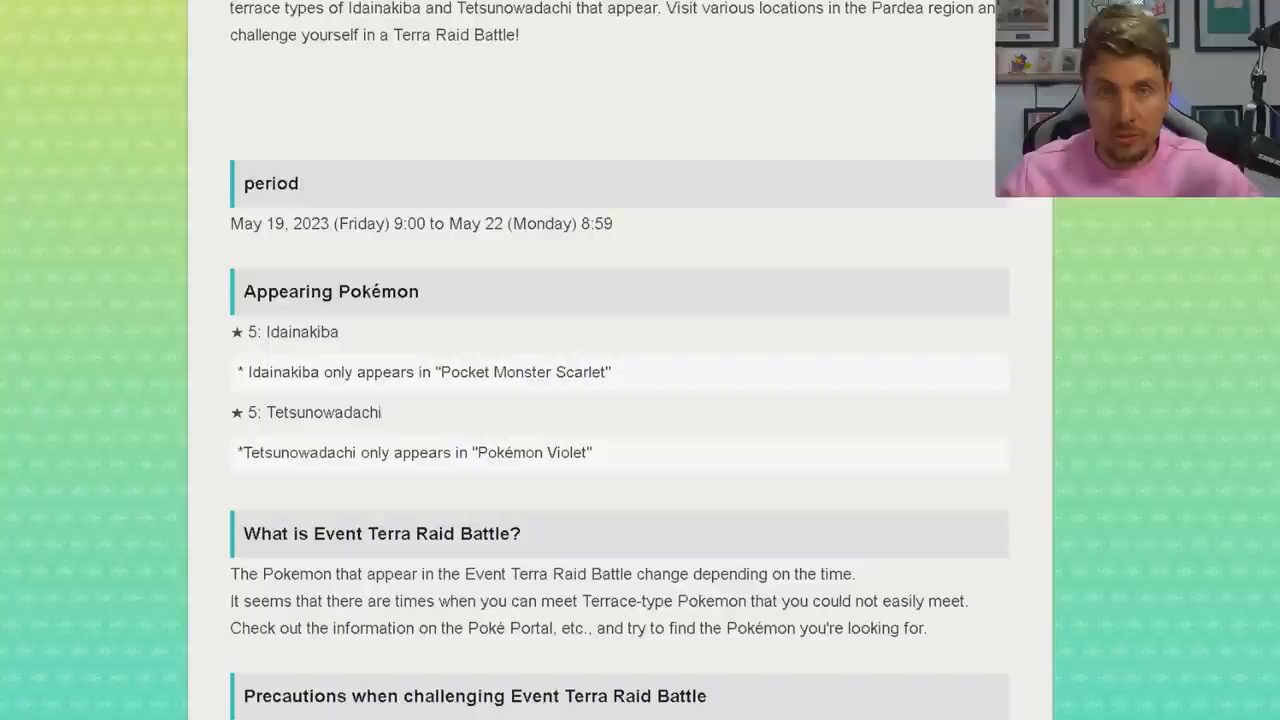 terrace types of Idainakiba and Tetsunowadachi that appear. Visit various locations in the Pardea region an
challenge yourself in a Terra Raid Battle!
period
May 19, 2023 (Friday) 9:00 to May 22 (Monday) 8:59
Appearing Pokémon
★ 5: Idainakiba
* Idainakiba only appears in "Pocket Monster Scarlet"
★ 5: Tetsunowadachi
*Tetsunowadachi only appears in "Pokémon Violet"
What is Event Terra Raid Battle?
The Pokemon that appear in the Event Terra Raid Battle change depending on the time.
It seems that there are times when you can meet Terrace-type Pokemon that you could not easily meet.
Check out the information on the Poké Portal, etc., and try to find the Pokémon you're looking for.
Precautions when challenging Event Terra Raid Battle